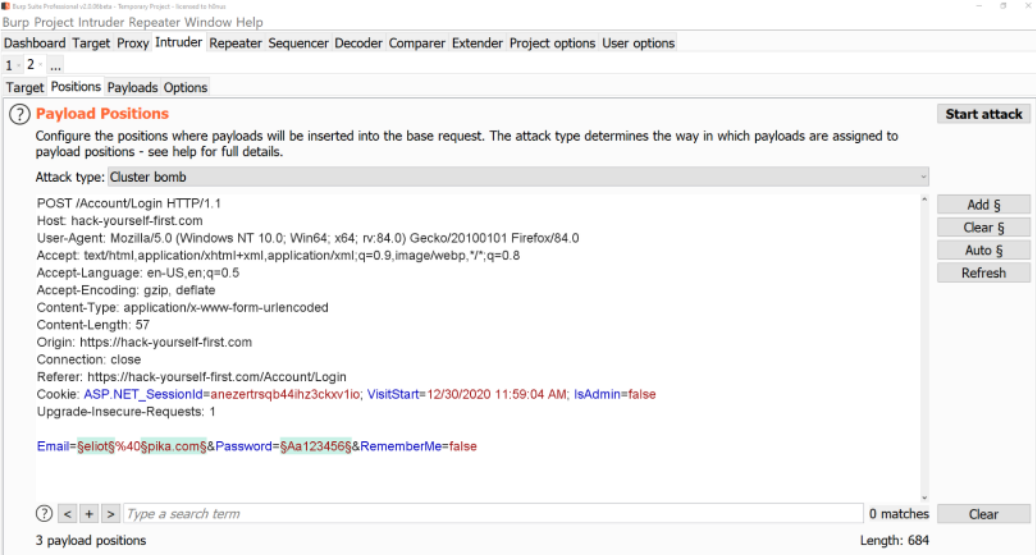 Burp Suite Professional v2.0.06beta - Temporary Project - licensed to h3nus
Burp Project Intruder Repeater Window Help
Dashboard Target Proxy Intruder Repeater Sequencer Decoder Comparer Extender Project options User options
1 2 ...
Target Positions Payloads Options
? Payload Positions
Start attack
Configure the positions where payloads will be inserted into the base request. The attack type determines the way in which payloads are assigned to
payload positions - see help for full details.
Attack type: Cluster bomb
POST /Account/Login HTTP/1.1
Host: hack-yourself-first.com
User-Agent: Mozilla/5.0 (Windows NT 10.0; Win64; x64; rv:84.0) Gecko/20100101 Firefox/84.0
Accept: text/html,application/xhtml+xml,application/xml;q=0.9,image/webp,*/*;q=0.8
Accept-Language: en-US,en;q=0.5
Accept-Encoding: gzip, deflate
Content-Type: application/x-www-form-urlencoded
Content-Length: 57
Origin: https://hack-yourself-first.com
Connection: close
Referer: https://hack-yourself-first.com/Account/Login
Cookie: ASP.NET_SessionId=anezertrsqb44ihz3ckxv1io; VisitStart=12/30/2020 11:59:04 AM; IsAdmin=false
Upgrade-Insecure-Requests: 1
Email=§eliot§%40§pika.com§&Password=§Aa123456§&RememberMe=false
Add §
Clear §
Auto §
Refresh
? < + > Type a search term 0 matches Clear
3 payload positions Length: 684